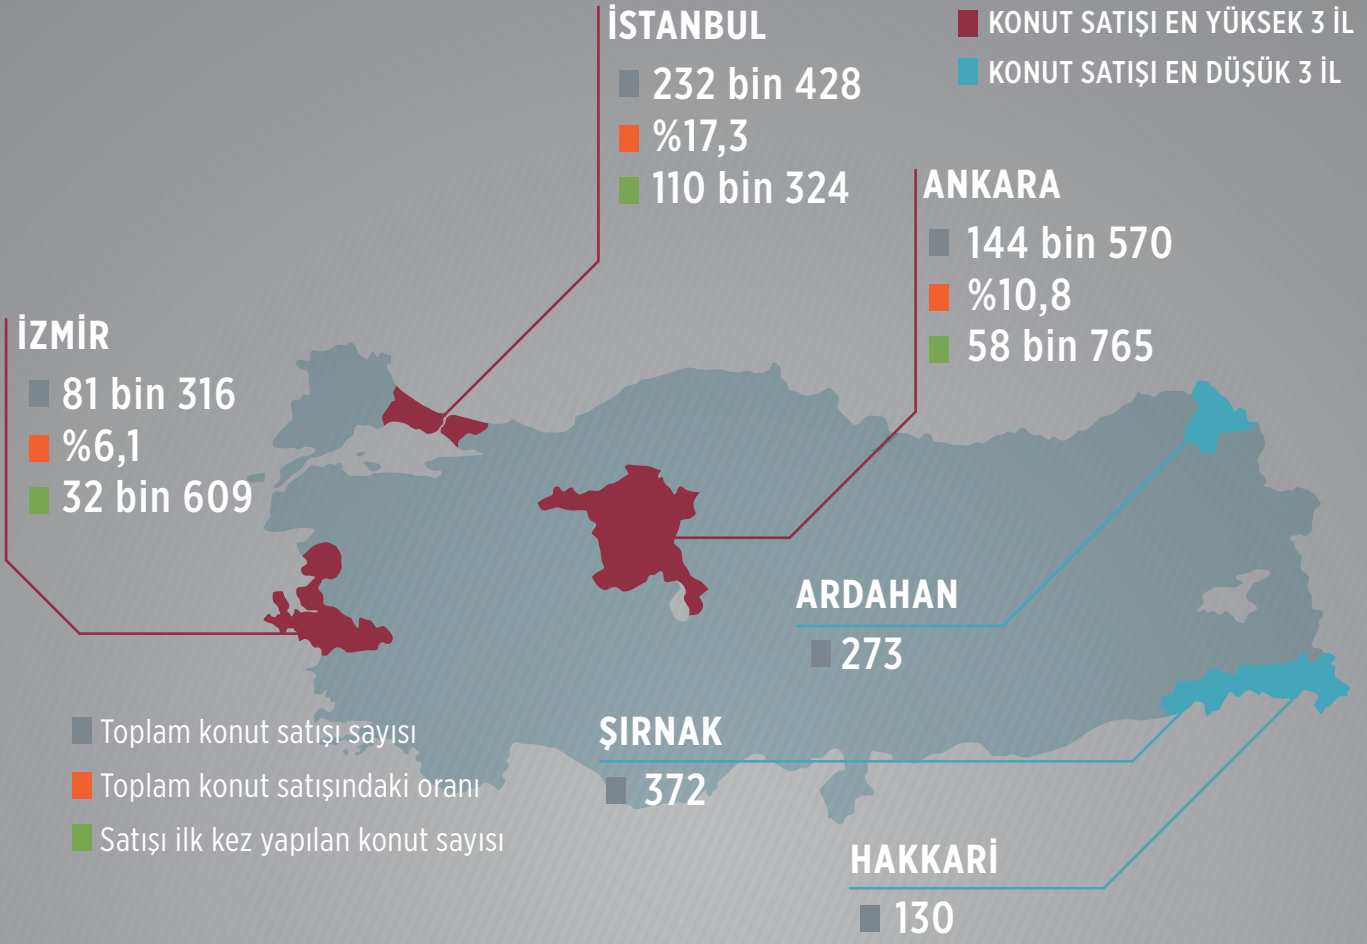 KONUT SATIŞI EN YÜKSEK 3 İL
KONUT SATIŞI EN DÜŞÜK 3 İL
İSTANBUL
232 bin 428
%17,3
110 bin 324
ANKARA
144 bin 570
%10,8
58 bin 765
İZMİR
81 bin 316
%6,1
32 bin 609
ARDAHAN
273
ŞIRNAK
372
HAKKARİ
130
Toplam konut satışı sayısı
Toplam konut satışındaki oranı
Satışı ilk kez yapılan konut sayısı